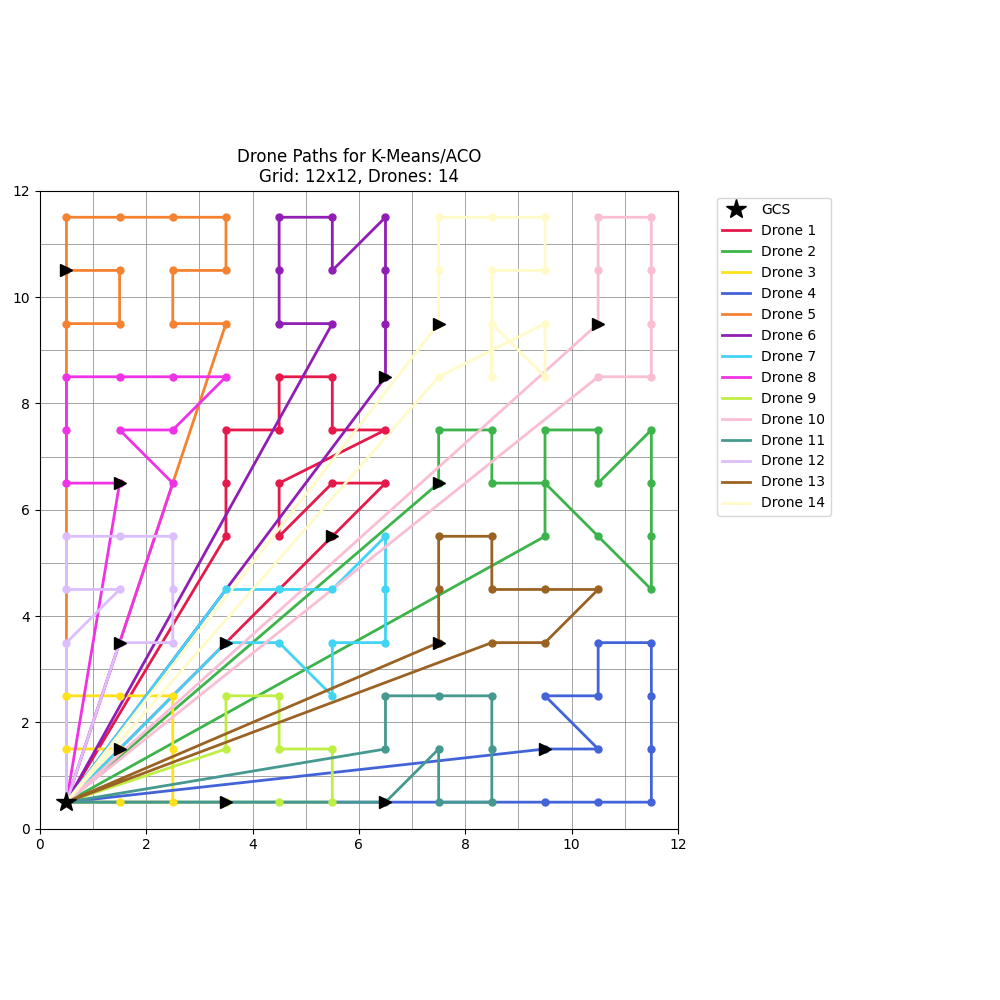 Drone Paths for K-Means/ACO
Grid: 12x12, Drones: 14
12
10
8
6
4
2
0
0 2 4 6 8 10 12
GCS
Drone 1
Drone 2
Drone 3
Drone 4
Drone 5
Drone 6
Drone 7
Drone 8
Drone 9
Drone 10
Drone 11
Drone 12
Drone 13
Drone 14